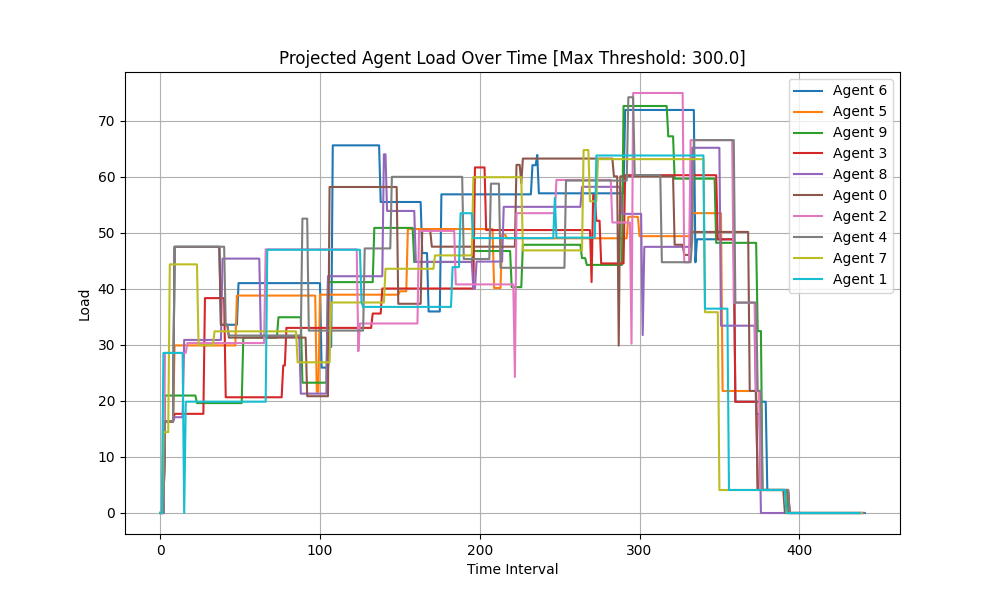 Projected Agent Load Over Time [Max Threshold: 300.0]
Load
70
60
50
40
30
20
10
0
0 100 200 300 400
Time Interval
Agent 6
Agent 5
Agent 9
Agent 3
Agent 8
Agent 0
Agent 2
Agent 4
Agent 7
Agent 1